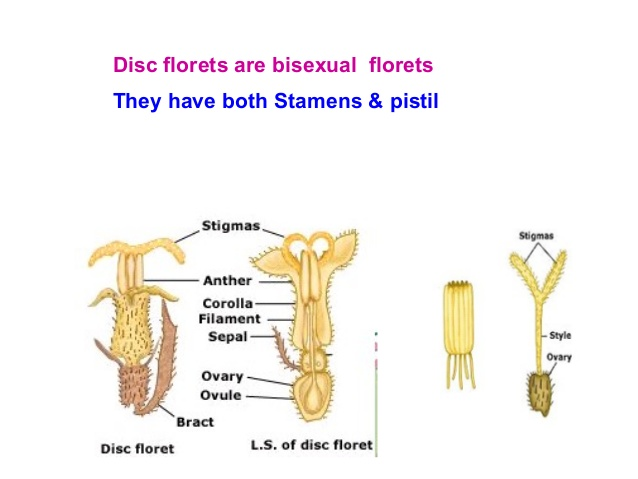 Disc florets are bisexual florets
They have both Stamens & pistil
Stigmas
Anther
Corolla
Filament
Sepal
Ovary
Ovule
Bract
Disc floret
L.S. of disc floret
Stigmas
Style
Ovary